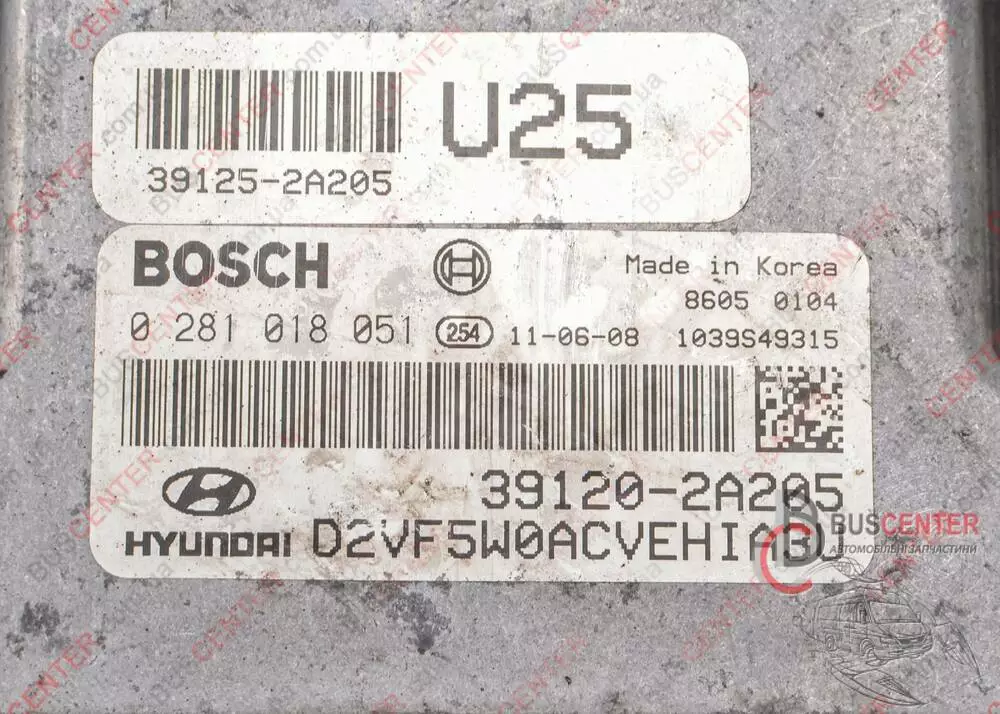 U25
39125-2A205
BOSCH
Made in Korea
8605 0104
0 281 018 051 254 11-06-08 1039S49315
39120-2A205
HYUNDAI D2VF5W0ACVEHIABU
BUSCENTER
АВТОМОБІЛЬНІ ЗАПЧАСТИНИ